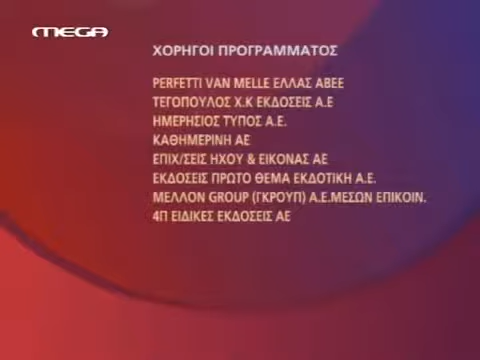 MEGA
ΧΟΡΗΓΟΙ ΠΡΟΓΡΑΜΜΑΤΟΣ
PERFETTI VAN MELLE ΕΛΛΑΣ ΑΒΕΕ
ΤΕΓΟΠΟΥΛΟΣ Χ.Κ ΕΚΔΟΣΕΙΣ Α.Ε
ΗΜΕΡΗΣΙΟΣ ΤΥΠΟΣ Α.Ε.
ΚΑΘΗΜΕΡΙΝΗ ΑΕ
ΕΠΙΧ/ΣΕΙΣ ΗΧΟΥ & ΕΙΚΟΝΑΣ ΑΕ
ΕΚΔΟΣΕΙΣ ΠΡΩΤΟ ΘΕΜΑ ΕΚΔΟΤΙΚΗ Α.Ε.
ΜΕΛΛΟΝ GROUP (ΓΚΡΟΥΠ) Α.Ε.ΜΕΣΩΝ ΕΠΙΚΟΙΝ.
4Π ΕΙΔΙΚΕΣ ΕΚΔΟΣΕΙΣ ΑΕ